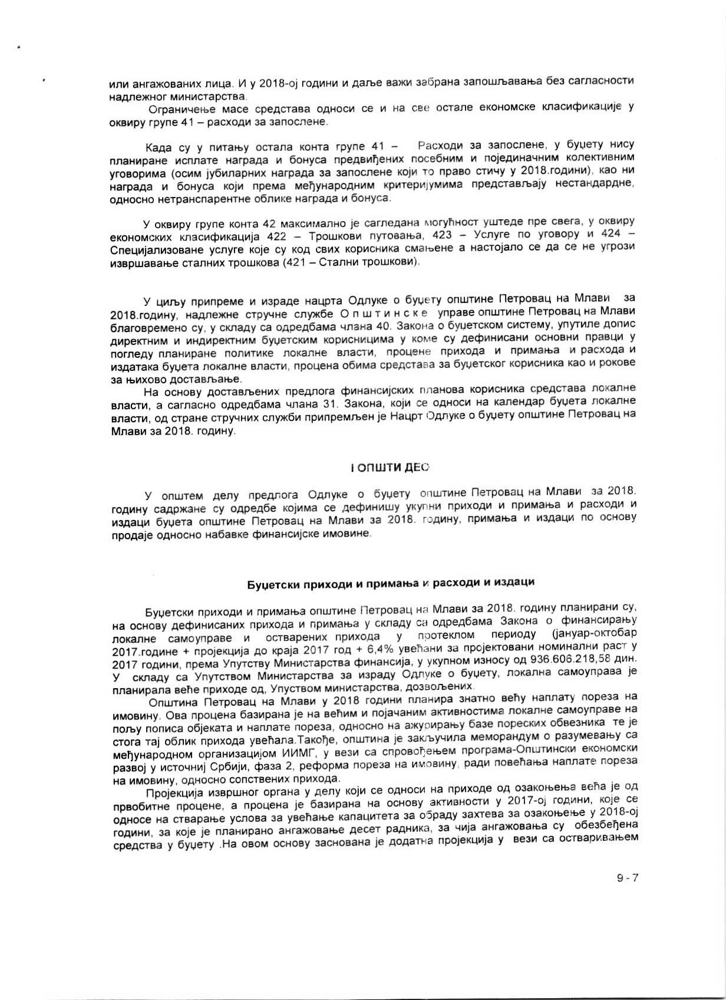 или ангажованих лица. И у 2018-ој години и даље важи забрана запошљавања без сагласности
надлежног министарства.
Ограничење масе средстава односи се и на све остале економске класификације у
оквиру групе 41 – расходи за запослене.
Када су у питању остала конта групе 41 – Расходи за запослене, у буџету нису
планиране исплате награда и бонуса предвиђених посебним и појединачним колективним
уговорима (осим јубиларних награда за запослене који то право стичу у 2018.години), као ни
награда и бонуса који према међународним критеријумима представљају нестандардне,
односно нетранспарентне облике награда и бонуса.
У оквиру групе конта 42 максимално је сагледана могућност уштеде пре свега, у оквиру
економских класификација 422 – Трошкови путовања, 423 – Услуге по уговору и 424 –
Специјализоване услуге које су код свих корисника смањене а настојало се да се не угрози
извршавање сталних трошкова (421 – Стални трошкови).
У циљу припреме и израде нацрта Одлуке о буџету општине Петровац на Млави за
2018.годину, надлежне стручне службе О п ш т и н с к е управе општине Петровац на Млави
благовремено су, у складу са одредбама члана 40. Закона о буџетском систему, упутиле допис
директним и индиректним буџетским корисницима у коме су дефинисани основни правци у
погледу планиране политике локалне власти, процене прихода и примања и расхода и
издатака буџета локалне власти, процена обима средстава за буџетског корисника као и рокове
за њихово достављање.
На основу достављених предлога финансијских планова корисника средстава локалне
власти, а сагласно одредбама члана 31. Закона, који се односи на календар буџета локалне
власти, од стране стручних служби припремљен је Нацрт Одлуке о буџету општине Петровац на
Млави за 2018. годину.
I ОПШТИ ДЕО
У општем делу предлога Одлуке о буџету општине Петровац на Млави за 2018.
годину садржане су одредбе којима се дефинишу укупни приходи и примања и расходи и
издаци буџета општине Петровац на Млави за 2018. годину, примања и издаци по основу
продаје односно набавке финансијске имовине.
Буџетски приходи и примања и расходи и издаци
Буџетски приходи и примања општине Петровац на Млави за 2018. годину планирани су,
на основу дефинисаних прихода и примања у складу са одредбама Закона о финансирању
локалне самоуправе и остварених прихода у протеклом периоду (јануар-октобар
2017.године + пројекција до краја 2017 год + 6,4% увећани за пројектовани номинални раст у
2017 години, према Упутству Министарства финансија, у укупном износу од 936.606.218,58 дин.
У складу са Упутством Министарства за израду Одлуке о буџету, локална самоуправа је
планирала веће приходе од, Упуством министарства, дозвољених.
Општина Петровац на Млави у 2018 години планира знатно већу наплату пореза на
имовину. Ова процена базирана је на већим и појачаним активностима локалне самоуправе на
пољу пописа објеката и наплате пореза, односно на ажурирању базе пореских обвезника те је
стога тај облик прихода увећала.Такође, општина је закључила меморандум о разумевању са
међународном организацијом ИИМГ, у вези са спровођењем програма-Општински економски
развој у источниј Србији, фаза 2, реформа пореза на имовину, ради повећања наплате пореза
на имовину, односно сопствених прихода.
Пројекција извршног органа у делу који се односи на приходе од озакоњења већа је од
првобитне процене, а процена је базирана на основу активности у 2017-ој години, које се
односе на стварање услова за увећање капацитета за обраду захтева за озакоњење у 2018-ој
години, за које је планирано ангажовање десет радника, за чија ангажовања су обезбеђена
средства у буџету .На овом основу заснована је додатна пројекција у вези са остваривањем
9 - 7